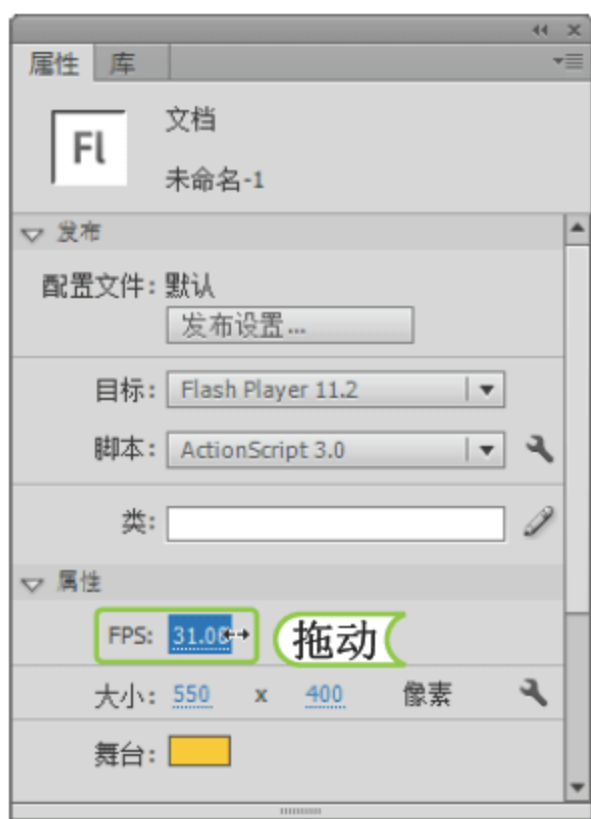 属性 库
Fl
文档
未命名-1
发布
配置文件: 默认
发布设置...
目标: Flash Player 11.2
脚本: ActionScript 3.0
类:
属性
FPS: 31.00 拖动
大小: 550 x 400 像素
舞台: